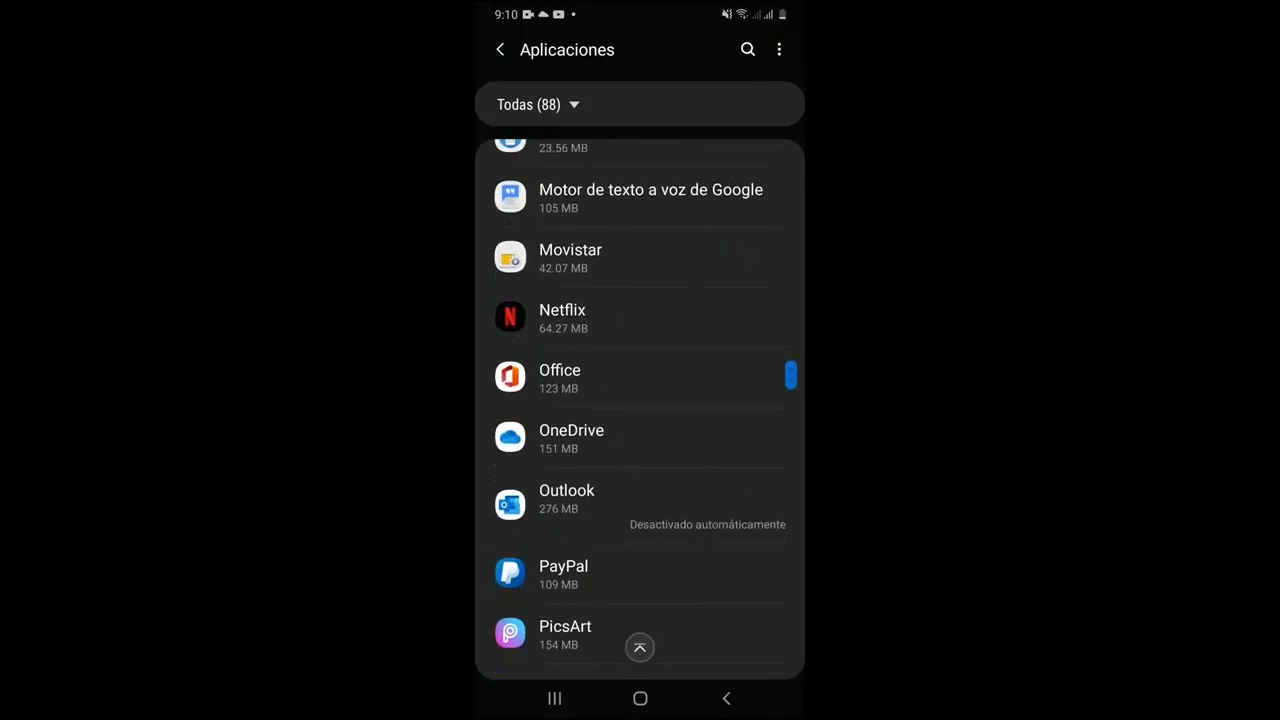 9:10
Aplicaciones
Todas (88)
23.56 MB
Motor de texto a voz de Google
105 MB
Movistar
42.07 MB
Netflix
64.27 MB
Office
123 MB
OneDrive
151 MB
Outlook
276 MB
Desactivado automáticamente
PayPal
109 MB
PicsArt
154 MB